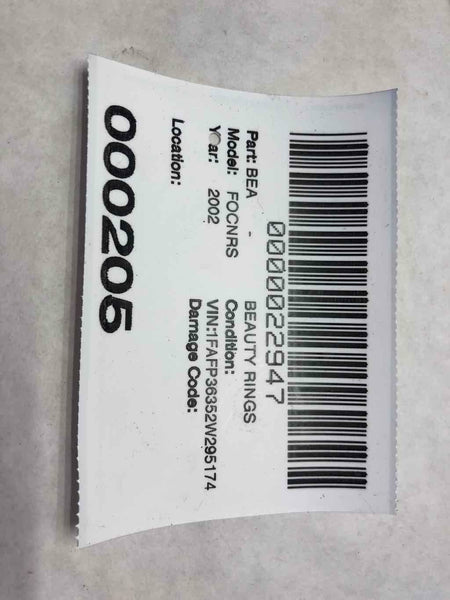 0000022947
Part: BEA - BEAUTY RINGS
Model: FOCNRS Condition:
Year: 2002 VIN:1FAFP36352W295174
Damage Code:
Location:
000205